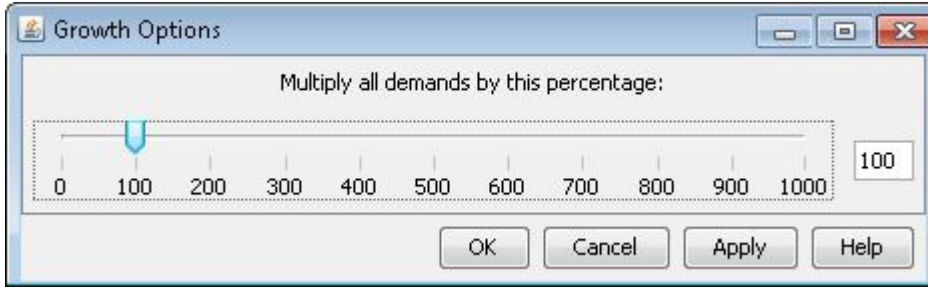 Growth Options
Multiply all demands by this percentage:
0 100 200 300 400 500 600 700 800 900 1000
100
OK Cancel Apply Help